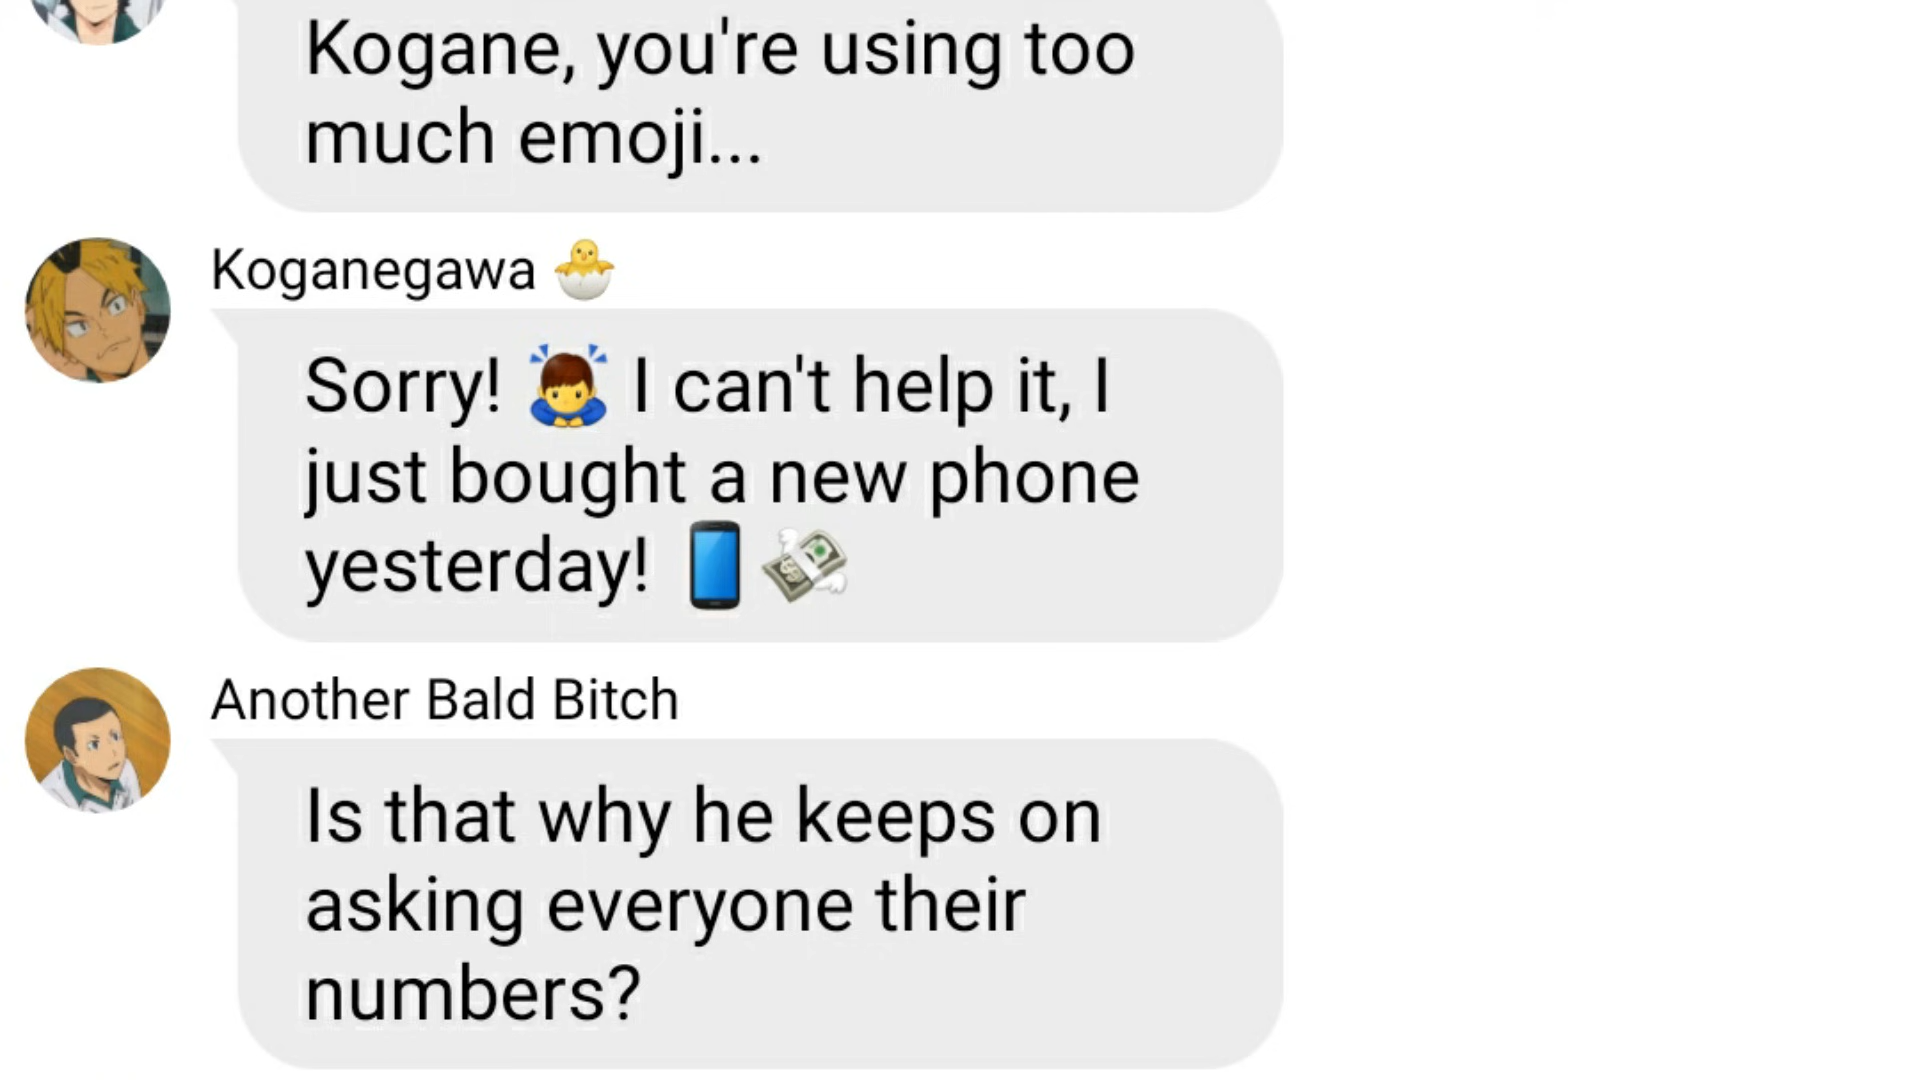 Kogane, you're using too
much emoji...
Koganegawa 🐣
Sorry! 🙇‍♂️ I can't help it, I
just bought a new phone
yesterday! 📱💸
Another Bald Bitch
Is that why he keeps on
asking everyone their
numbers?